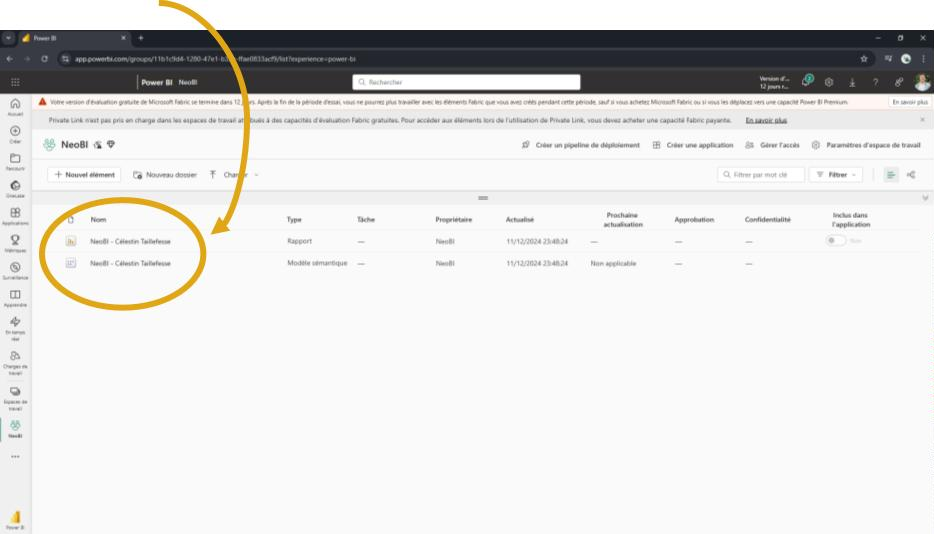 Power BI
app.powerbi.com/groups/11b1c9d4-1280-47e1-b
-ffae0833acf9/list?experience=power-bi
Power BI NeoBI
Rechercher
Version d'...
12 jours r...
Votre version d'évaluation gratuite de Microsoft Fabric se termine dans 12 jours. Après la fin de la période d'essai, vous ne pourrez plus travailler avec les éléments Fabric que vous avez créés pendant cette période, sauf si vous achetez Microsoft Fabric ou si vous les déplacez vers une capacité Power BI Premium.
En savoir plus
Private Link n'est pas pris en charge dans les espaces de travail attribués à des capacités d'évaluation Fabric gratuites. Pour accéder aux éléments lors de l'utilisation de Private Link, vous devez acheter une capacité Fabric payante. En savoir plus
NeoBI
Créer un pipeline de déploiement
Créer une application
Gérer l'accès
Paramètres d'espace de travail
+ Nouvel élément
Nouveau dossier
Charger
Filtrer par mot clé
Filtrer
Nom
Type
Tâche
Propriétaire
Actualisé
Prochaine
actualisation
Approbation
Confidentialité
Inclus dans
l'application
NeoBI - Célestin Taillefesse
Rapport
—
NeoBI
11/12/2024 23:48:24
—
—
—
Non
NeoBI - Célestin Taillefesse
Modèle sémantique
—
NeoBI
11/12/2024 23:48:24
Non applicable
—
—
Accueil
Créer
Parcourir
OneLake
Applications
Métriques
Surveillance
Apprendre
En temps
réel
Charges de
travail
Espaces de
travail
NeoBI
Power BI